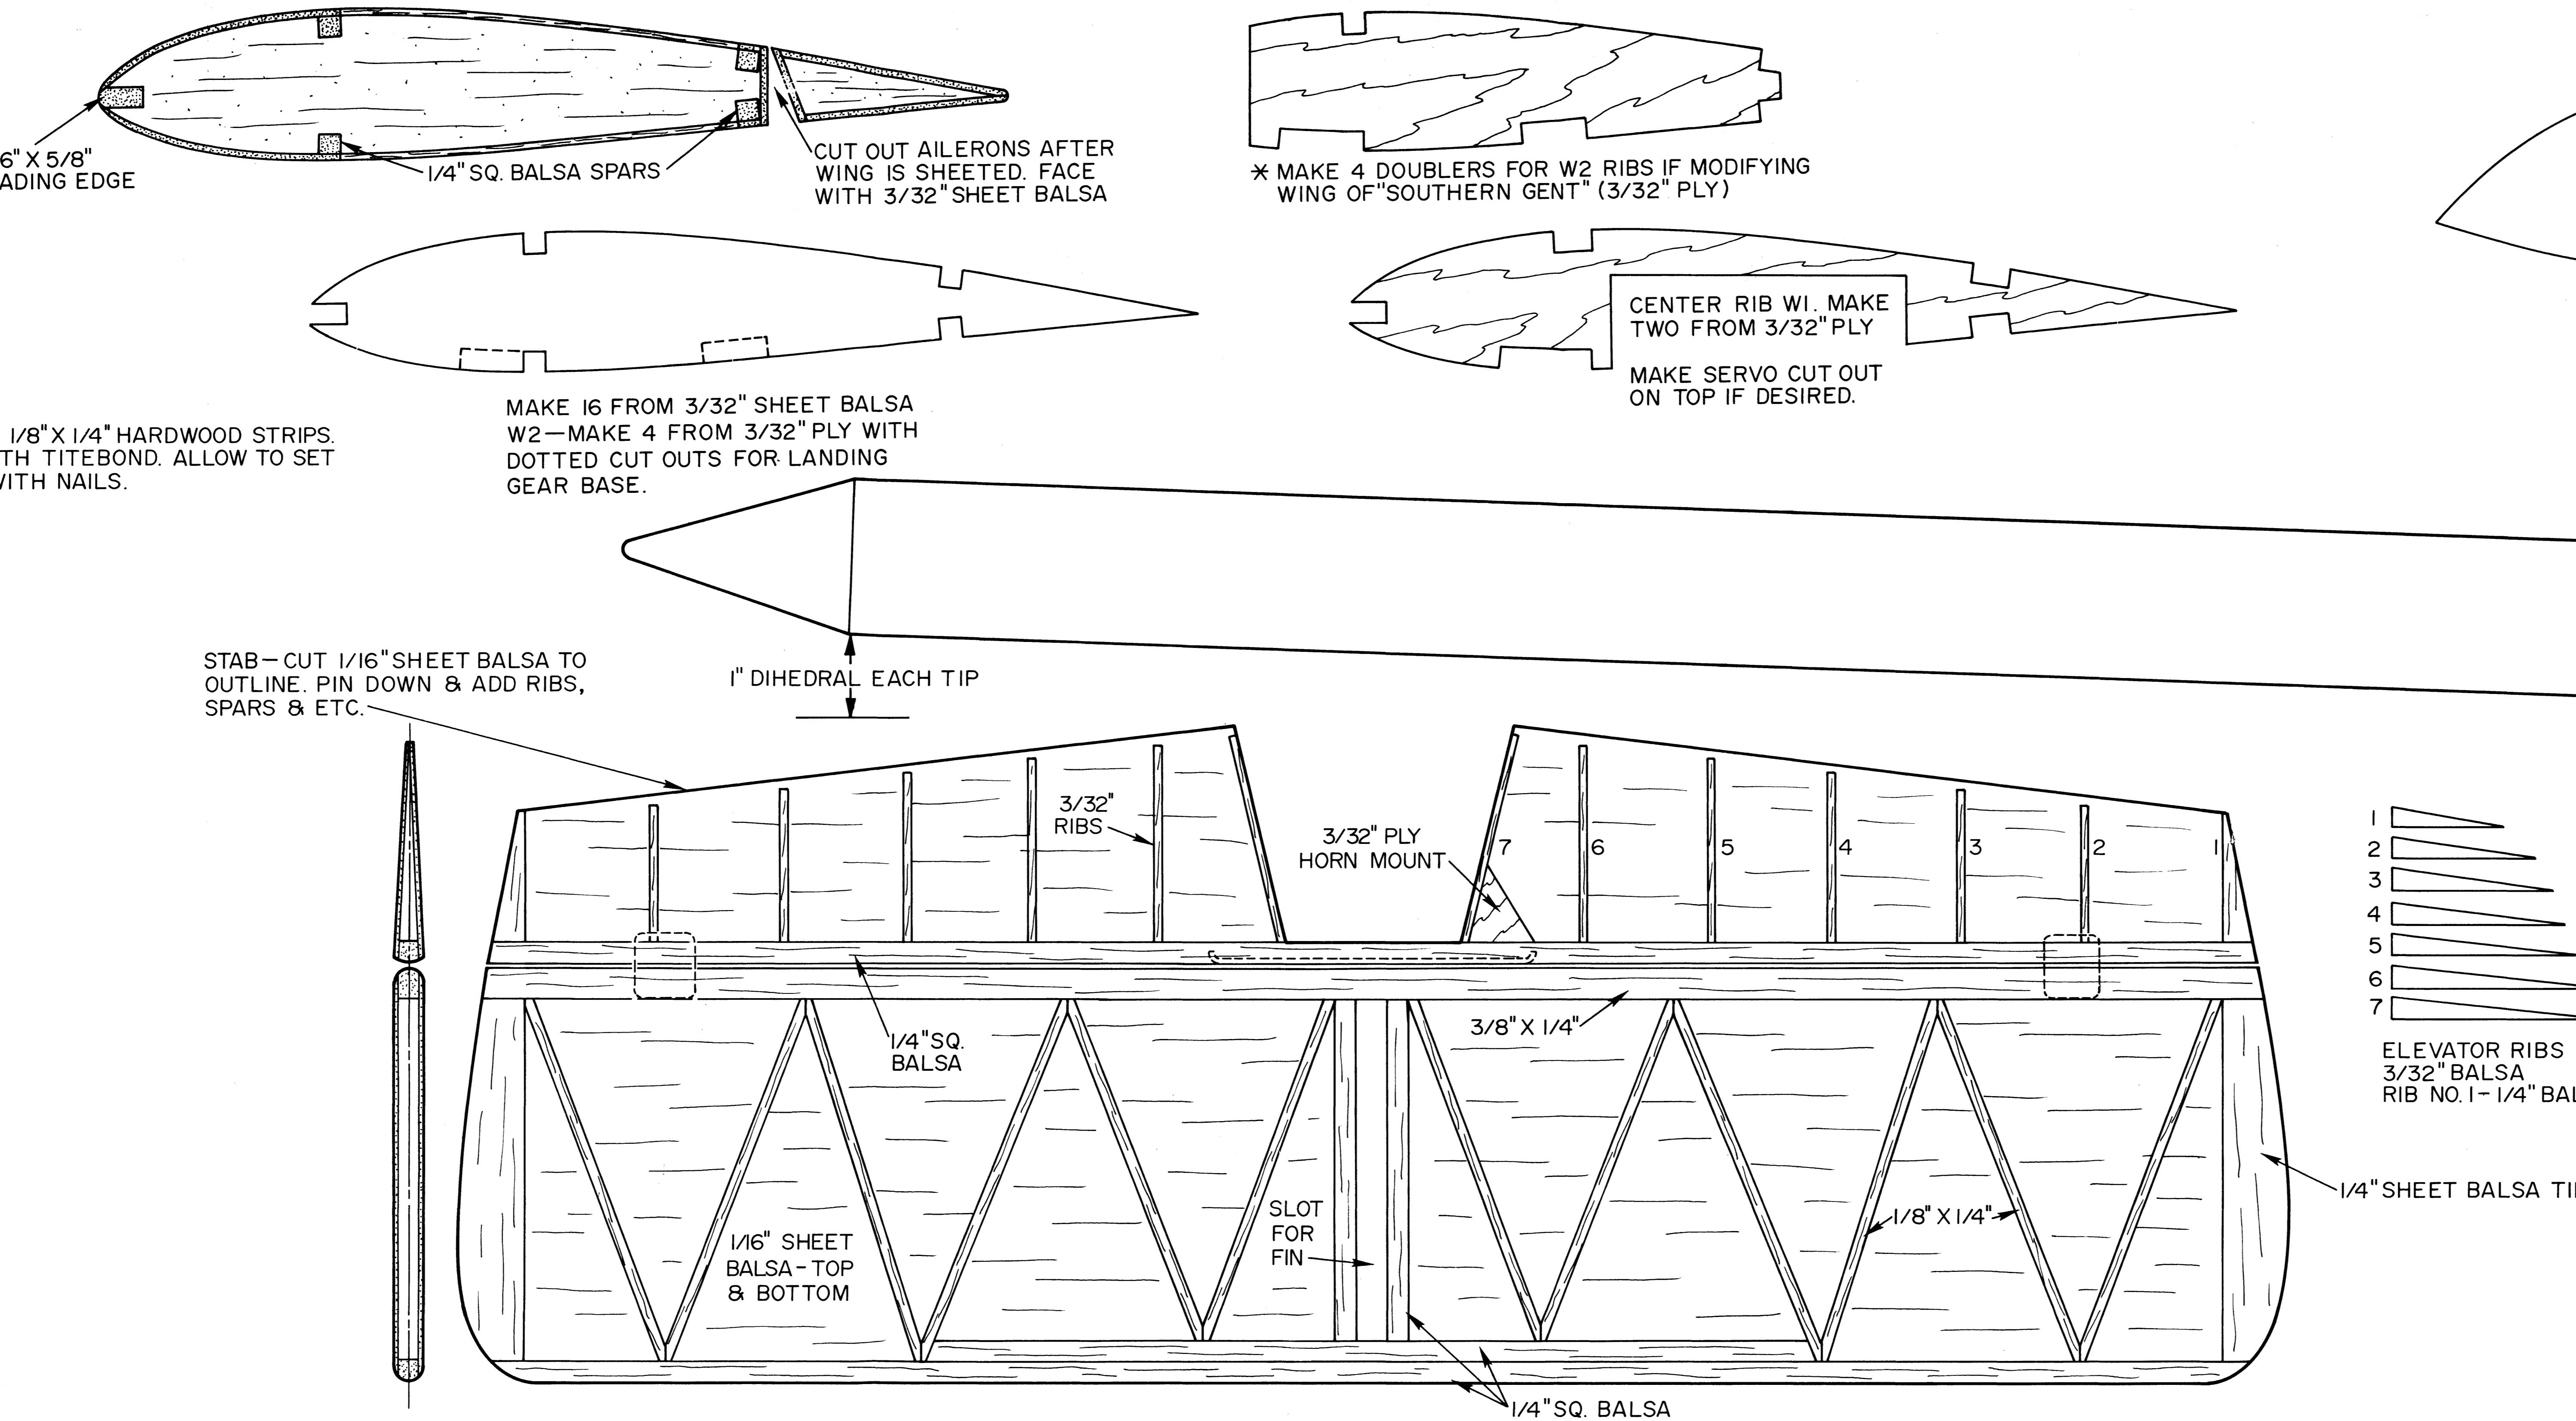 6" X 5/8"
ADING EDGE
1/4" SQ. BALSA SPARS
CUT OUT AILERONS AFTER
WING IS SHEETED. FACE
WITH 3/32" SHEET BALSA
* MAKE 4 DOUBLERS FOR W2 RIBS IF MODIFYING
WING OF "SOUTHERN GENT" (3/32" PLY)
CENTER RIB W1. MAKE
TWO FROM 3/32" PLY
MAKE SERVO CUT OUT
ON TOP IF DESIRED.
MAKE 16 FROM 3/32" SHEET BALSA
W2—MAKE 4 FROM 3/32" PLY WITH
DOTTED CUT OUTS FOR LANDING
GEAR BASE.
1/8" X 1/4" HARDWOOD STRIPS.
TH TITEBOND. ALLOW TO SET
WITH NAILS.
STAB—CUT 1/16" SHEET BALSA TO
OUTLINE. PIN DOWN & ADD RIBS,
SPARS & ETC.
1" DIHEDRAL EACH TIP
3/32"
RIBS
3/32" PLY
HORN MOUNT
7
6
5
4
3
2
1
1
2
3
4
5
6
7
ELEVATOR RIBS
3/32" BALSA
RIB NO. 1-1/4" BAL
1/4" SQ.
BALSA
3/8" X 1/4"
1/4" SHEET BALSA TI
SLOT
FOR
FIN
1/8" X 1/4"
1/16" SHEET
BALSA-TOP
& BOTTOM
1/4" SQ. BALSA